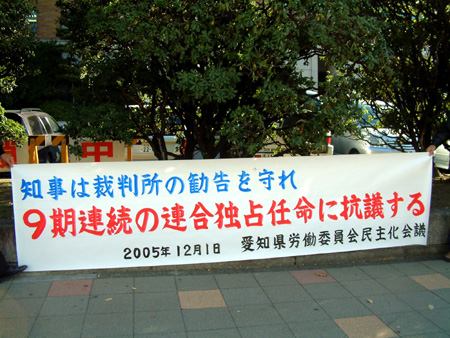 知事は裁判所の勧告を守れ
9期連続の連合独占任命に抗議する
2005年12月1日 愛知県労働委員会民主化会議
中